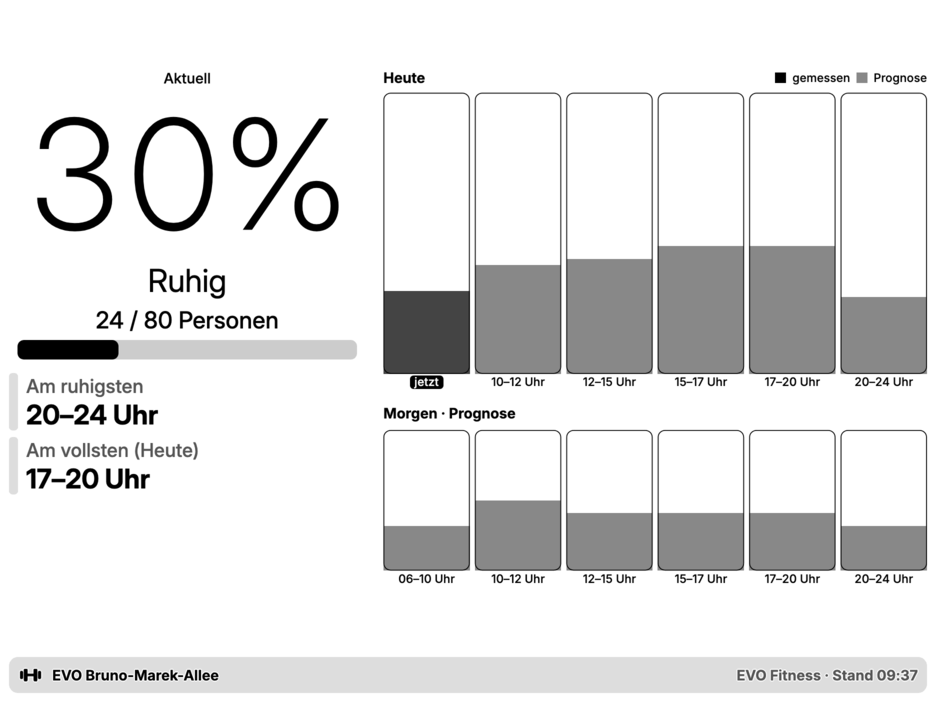 Aktuell
30%
Ruhig
24 / 80 Personen
Am ruhigsten
20–24 Uhr
Am vollsten (Heute)
17–20 Uhr
Heute
gemessen
Prognose
jetzt
10–12 Uhr
12–15 Uhr
15–17 Uhr
17–20 Uhr
20–24 Uhr
Morgen · Prognose
06–10 Uhr
10–12 Uhr
12–15 Uhr
15–17 Uhr
17–20 Uhr
20–24 Uhr
EVO Bruno-Marek-Allee
EVO Fitness · Stand 09:37